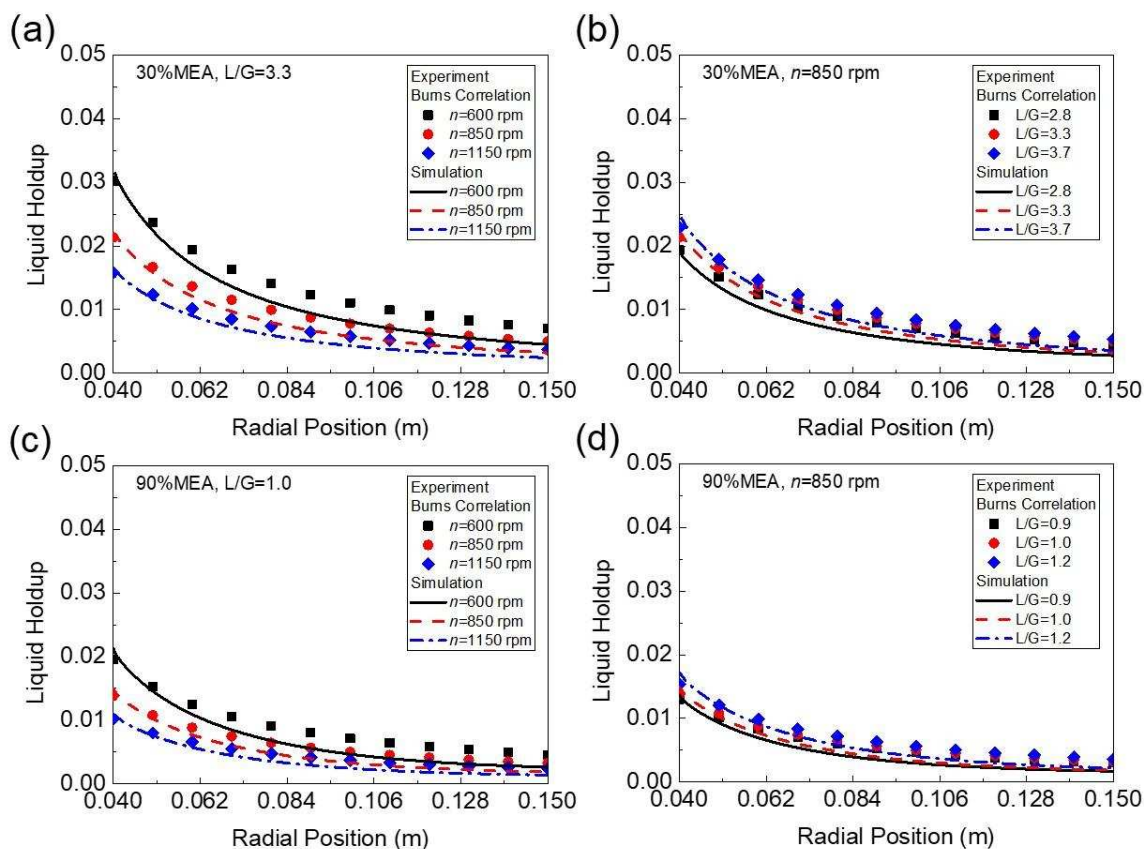 (a)
30%MEA, L/G=3.3
Experiment
Burns Correlation
n=600 rpm
n=850 rpm
n=1150 rpm
Simulation
n=600 rpm
n=850 rpm
n=1150 rpm
0.05
0.04
0.03
0.02
0.01
0.00
Liquid Holdup
0.040 0.062 0.084 0.106 0.128 0.150
Radial Position (m)
(b)
30%MEA, n=850 rpm
Experiment
Burns Correlation
L/G=2.8
L/G=3.3
L/G=3.7
Simulation
L/G=2.8
L/G=3.3
L/G=3.7
0.05
0.04
0.03
0.02
0.01
0.00
Liquid Holdup
0.040 0.062 0.084 0.106 0.128 0.150
Radial Position (m)
(c)
90%MEA, L/G=1.0
Experiment
Burns Correlation
n=600 rpm
n=850 rpm
n=1150 rpm
Simulation
n=600 rpm
n=850 rpm
n=1150 rpm
0.05
0.04
0.03
0.02
0.01
0.00
Liquid Holdup
0.040 0.062 0.084 0.106 0.128 0.150
Radial Position (m)
(d)
90%MEA, n=850 rpm
Experiment
Burns Correlation
L/G=0.9
L/G=1.0
L/G=1.2
Simulation
L/G=0.9
L/G=1.0
L/G=1.2
0.05
0.04
0.03
0.02
0.01
0.00
Liquid Holdup
0.040 0.062 0.084 0.106 0.128 0.150
Radial Position (m)